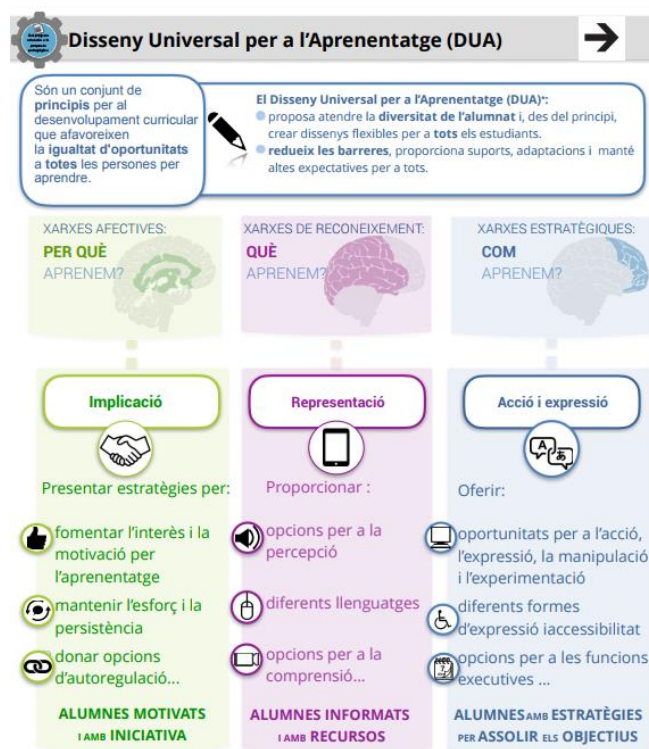 Disseny Universal per a l'Aprenentatge (DUA)
Són un conjunt de
principis per al
desenvolupament curricular
que afavoreixen
la igualtat d'oportunitats
a totes les persones per
aprendre.
El Disseny Universal per a l'Aprenentatge (DUA)*:
proposa atendre la diversitat de l'alumnat i, des del principi,
crear dissenys flexibles per a tots els estudiants.
redueix les barreres, proporciona suports, adaptacions i manté
altes expectatives per a tots.
XARXES AFECTIVES:
PER QUÈ
APRENEM?
XARXES DE RECONEIXEMENT:
QUÈ
APRENEM?
XARXES ESTRATÈGIQUES:
COM
APRENEM?
Implicació
Presentar estratègies per:
fomentar l'interès i la
motivació per
l'aprenentatge
mantenir l'esforç i la
persistència
donar opcions
d'autoregulació...
ALUMNES MOTIVATS
I AMB INICIATIVA
Representació
Proporcionar :
opcions per a la
percepció
diferents llenguatges
opcions per a la
comprensió...
ALUMNES INFORMATS
I AMB RECURSOS
Acció i expressió
Oferir:
oportunitats per a l'acció,
l'expressió, la manipulació
i l'experimentació
diferents formes
d'expressió iaccessibilitat
opcions per a les funcions
executives ...
ALUMNES AMB ESTRATÈGIES
PER ASSOLIR ELS OBJECTIUS